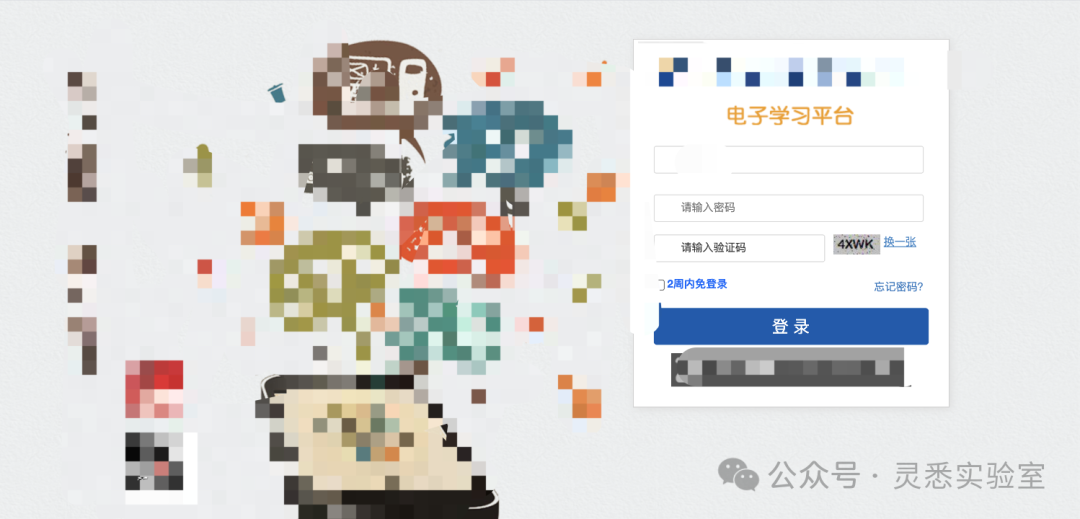 电子学习平台
请输入密码
请输入验证码
4XWK
换一张
2周内免登录
忘记密码?
登录
公众号·灵悉实验室